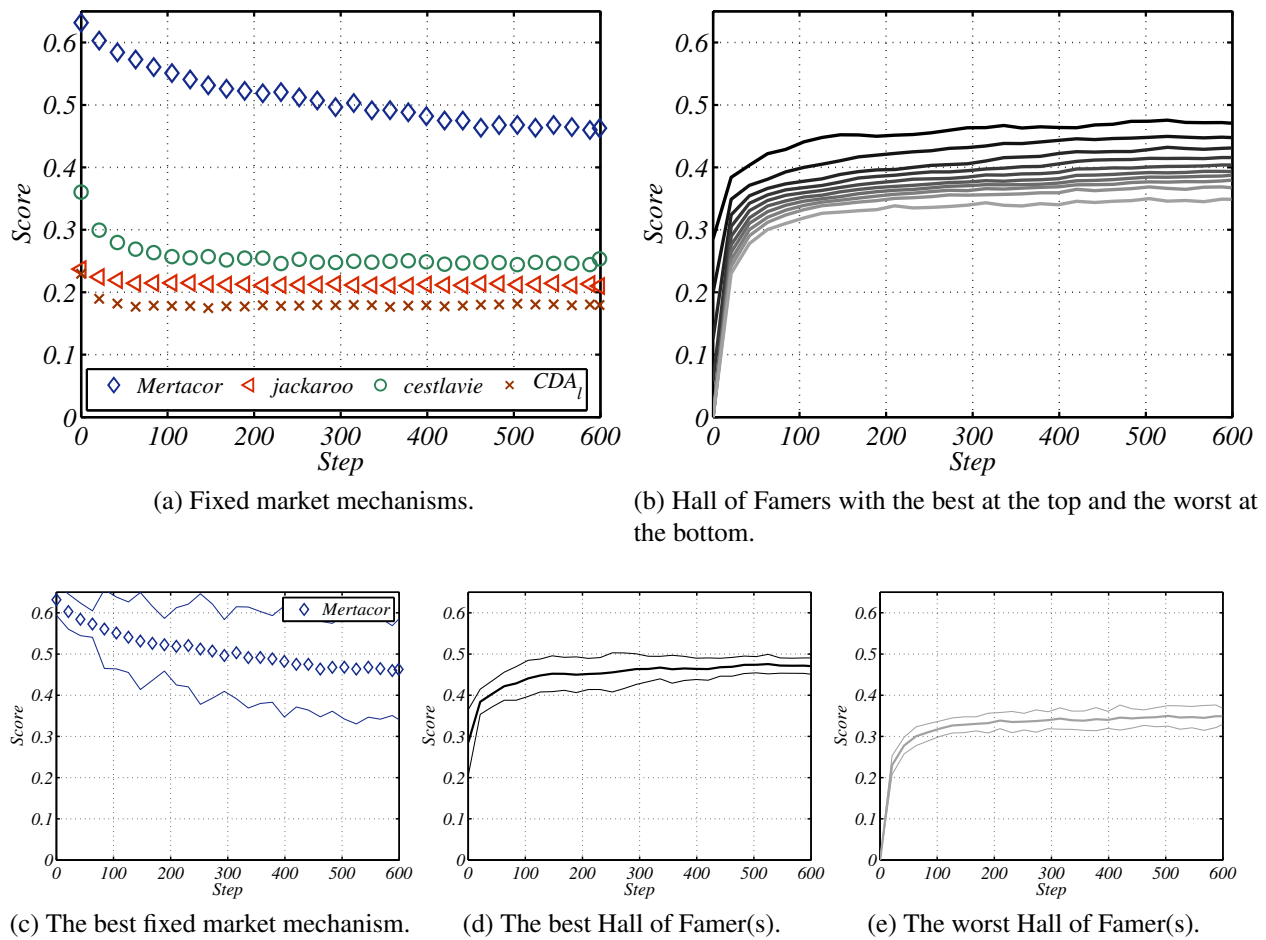 0.6
0.5
0.4
0.3
0.2
0.1
0
Score
Mertacor
jackaroo
cestlavie
CDA_l
0 100 200 300 400 500 600
Step
(a) Fixed market mechanisms.
0.6
0.5
0.4
0.3
0.2
0.1
0
Score
0 100 200 300 400 500 600
Step
(b) Hall of Famers with the best at the top and the worst at
the bottom.
0.6
0.5
0.4
0.3
0.2
0.1
0
Score
Mertacor
0 100 200 300 400 500 600
Step
(c) The best fixed market mechanism.
0.6
0.5
0.4
0.3
0.2
0.1
0
Score
0 100 200 300 400 500 600
Step
(d) The best Hall of Famer(s).
0.6
0.5
0.4
0.3
0.2
0.1
0
Score
0 100 200 300 400 500 600
Step
(e) The worst Hall of Famer(s).